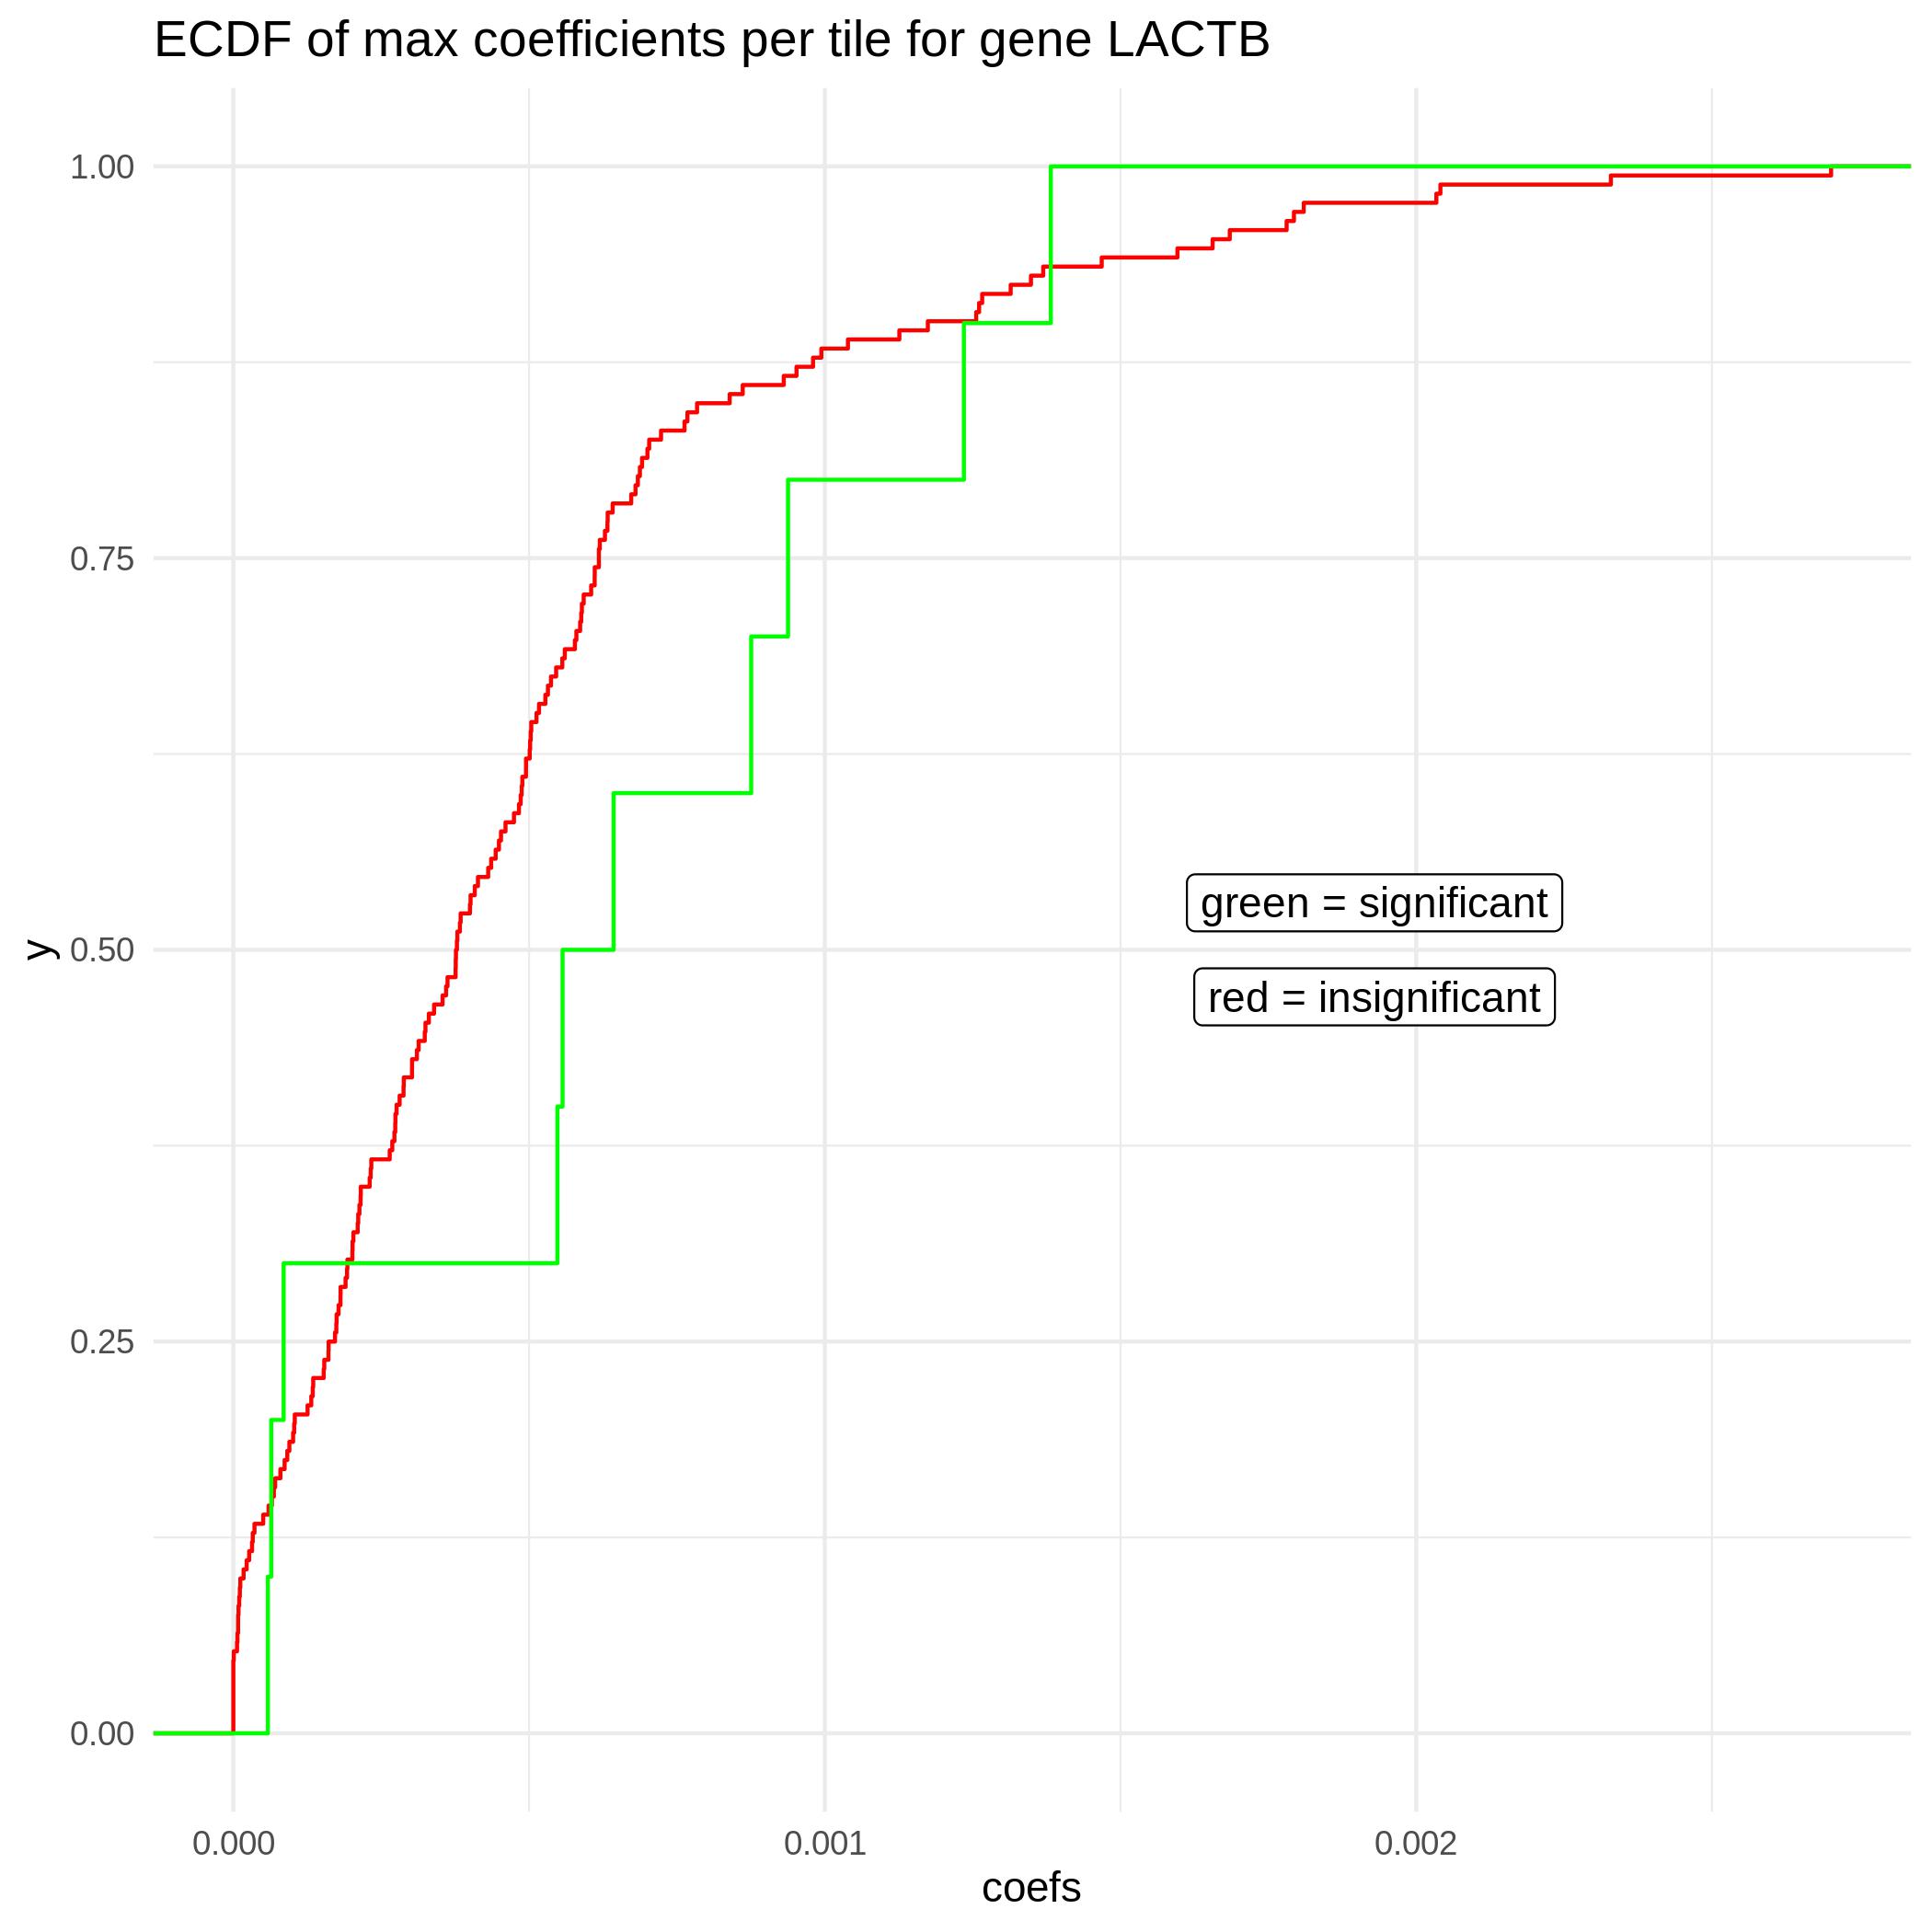 ECDF of max coefficients per tile for gene LACTB
1.00
0.75
0.50
0.25
0.00
y
green = significant
red = insignificant
0.000
0.001
0.002
coefs